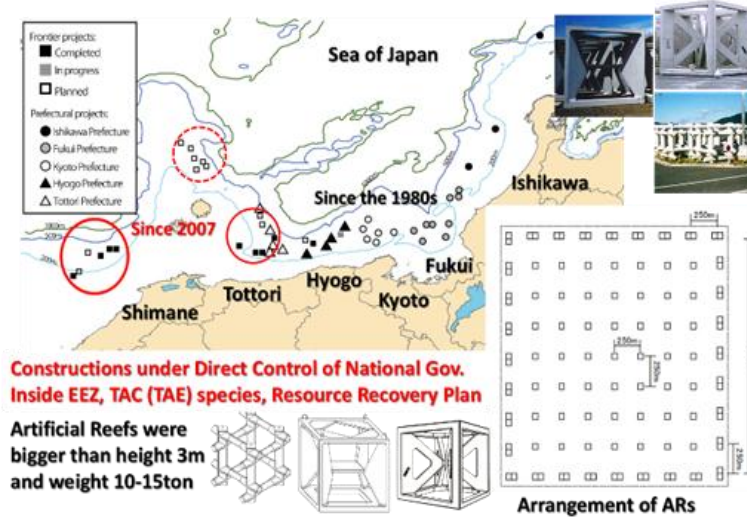 Frontier projects:
Completed
In progress
Planned
Prefectural projects:
Ishikawa Prefecture
Fukui Prefecture
Kyoto Prefecture
Hyogo Prefecture
Tottori Prefecture
Sea of Japan
Since the 1980s
Ishikawa
Since 2007
Fukui
Kyoto
Hyogo
Tottori
Shimane
250m
250m
250m
250m
Constructions under Direct Control of National Gov.
Inside EEZ, TAC (TAE) species, Resource Recovery Plan
Artificial Reefs were
bigger than height 3m
and weight 10-15ton
Arrangement of ARs